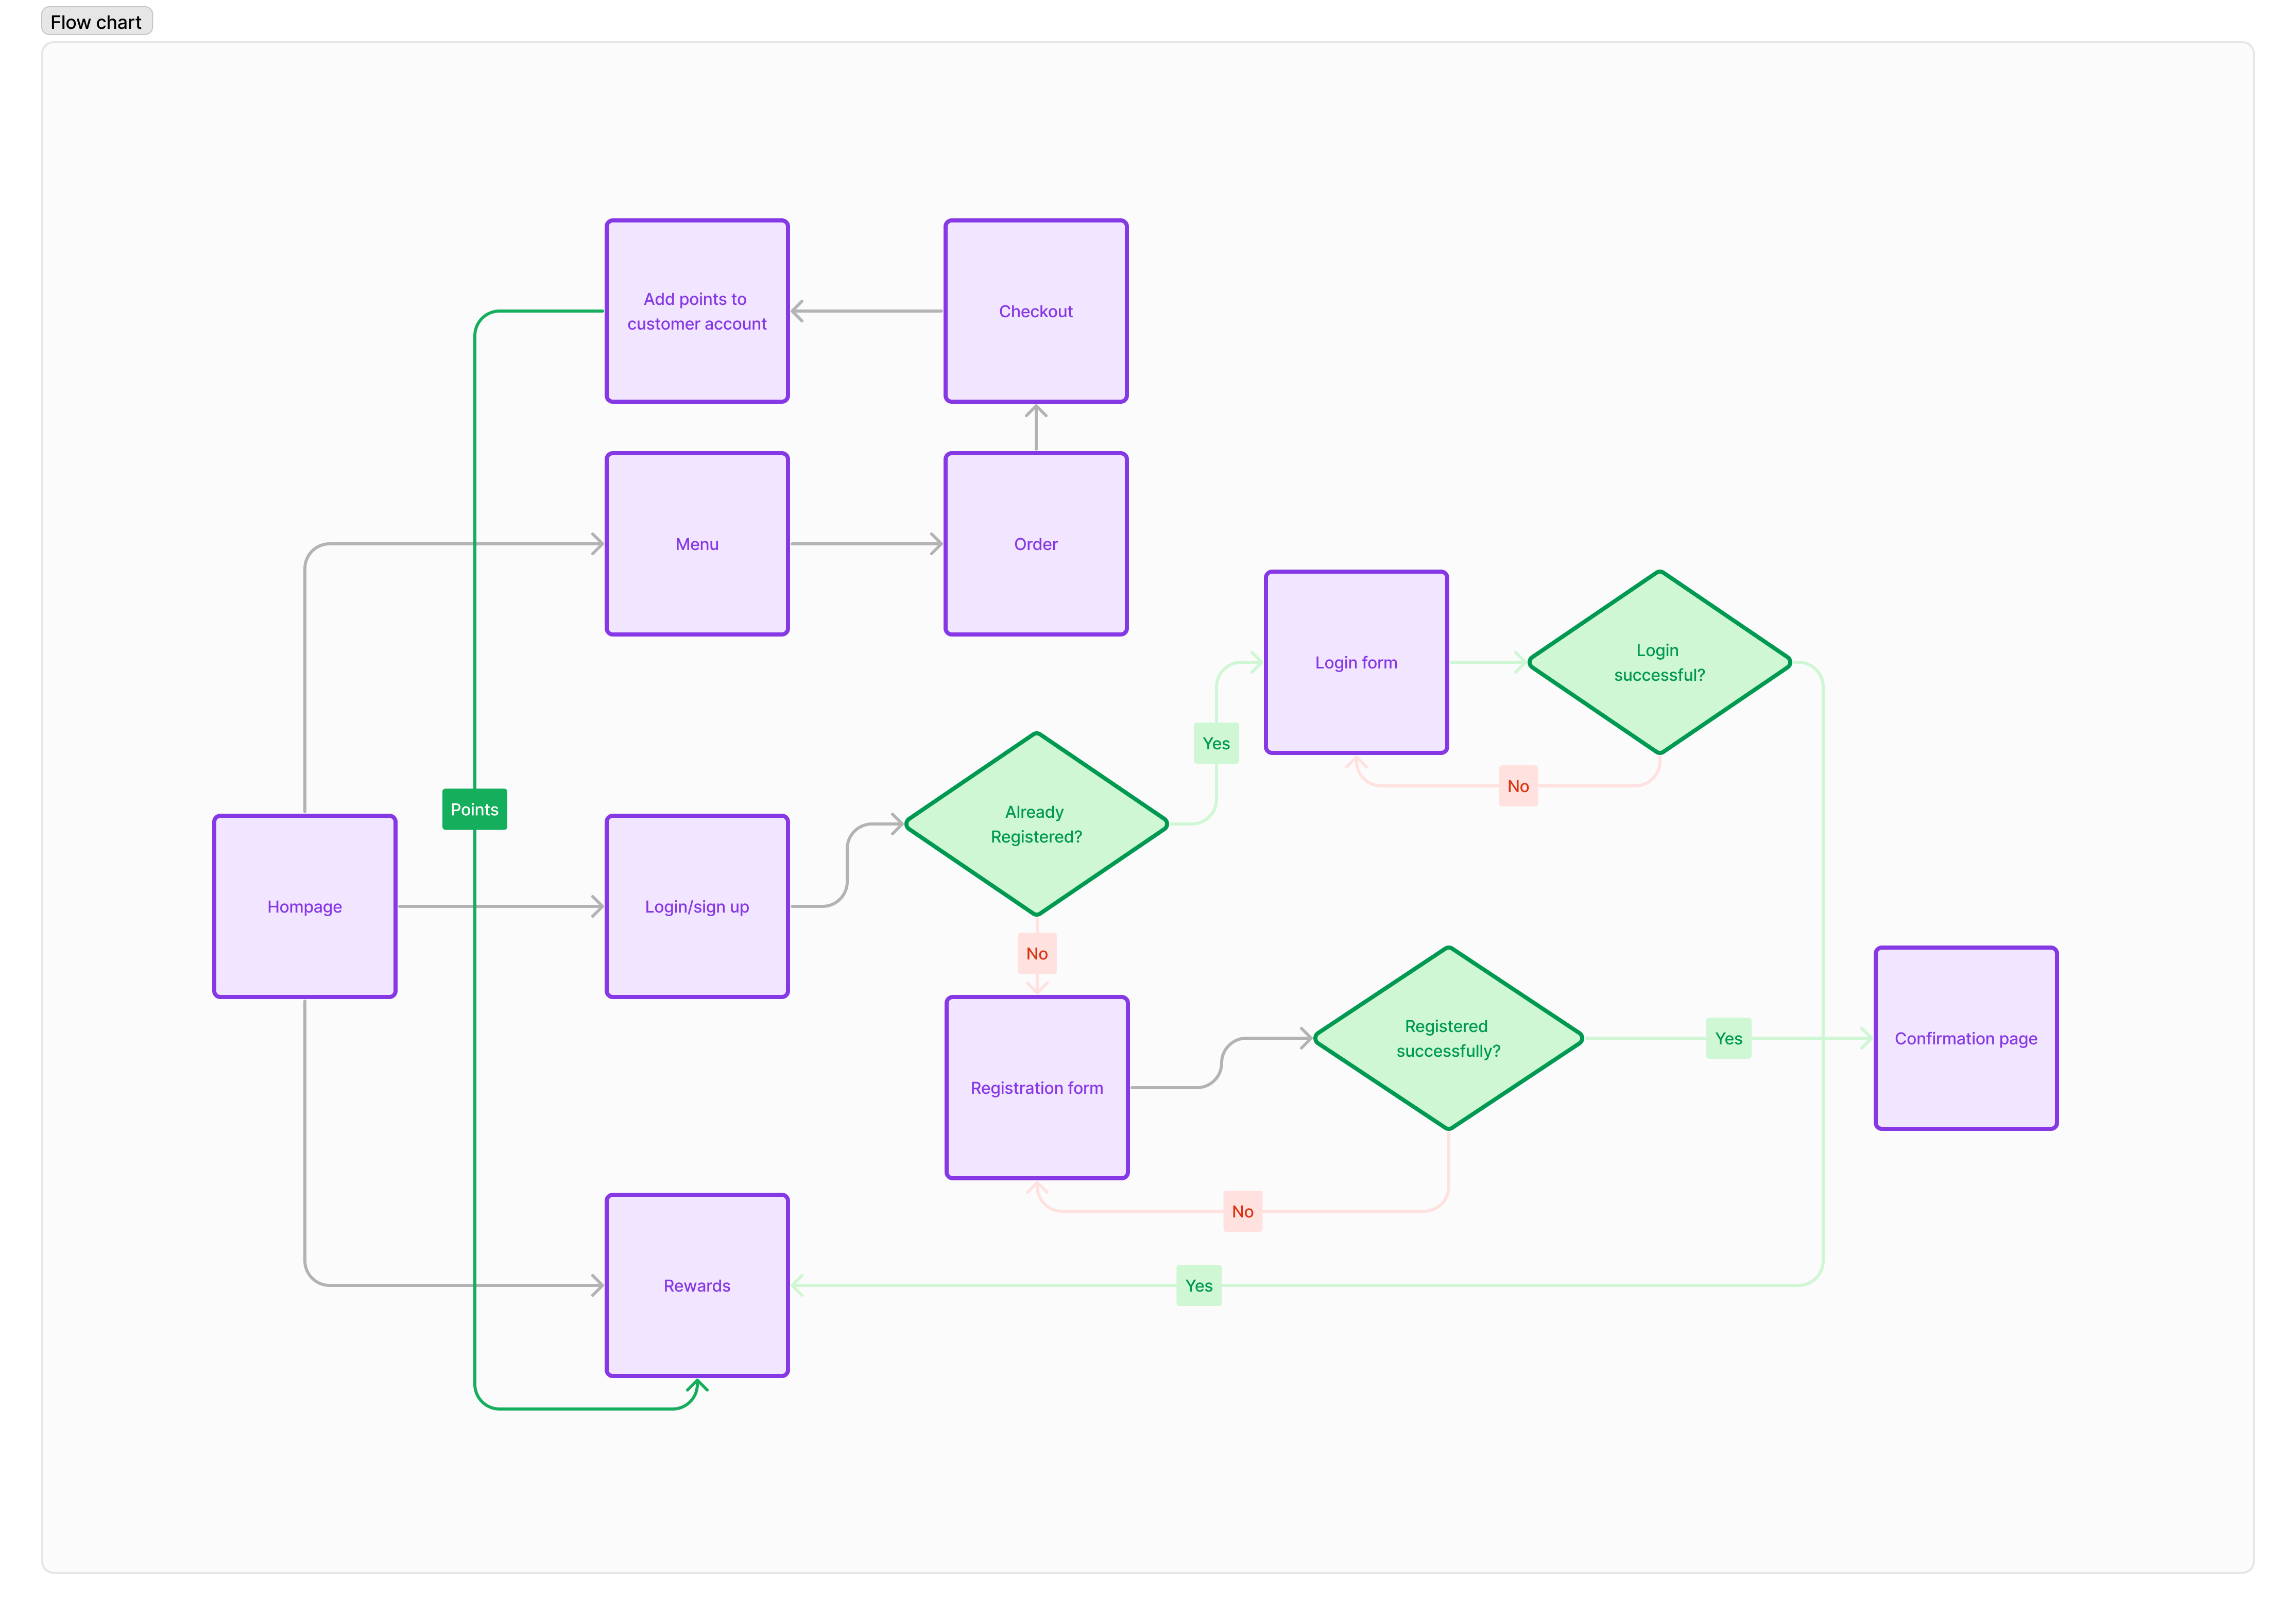 Flow chart
Add points to
customer account
Checkout
Menu
Order
Login form
Login
successful?
Yes
No
Points
Already
Registered?
Hompage
Login/sign up
No
Registered
successfully?
Yes
Confirmation page
Registration form
No
Rewards
Yes